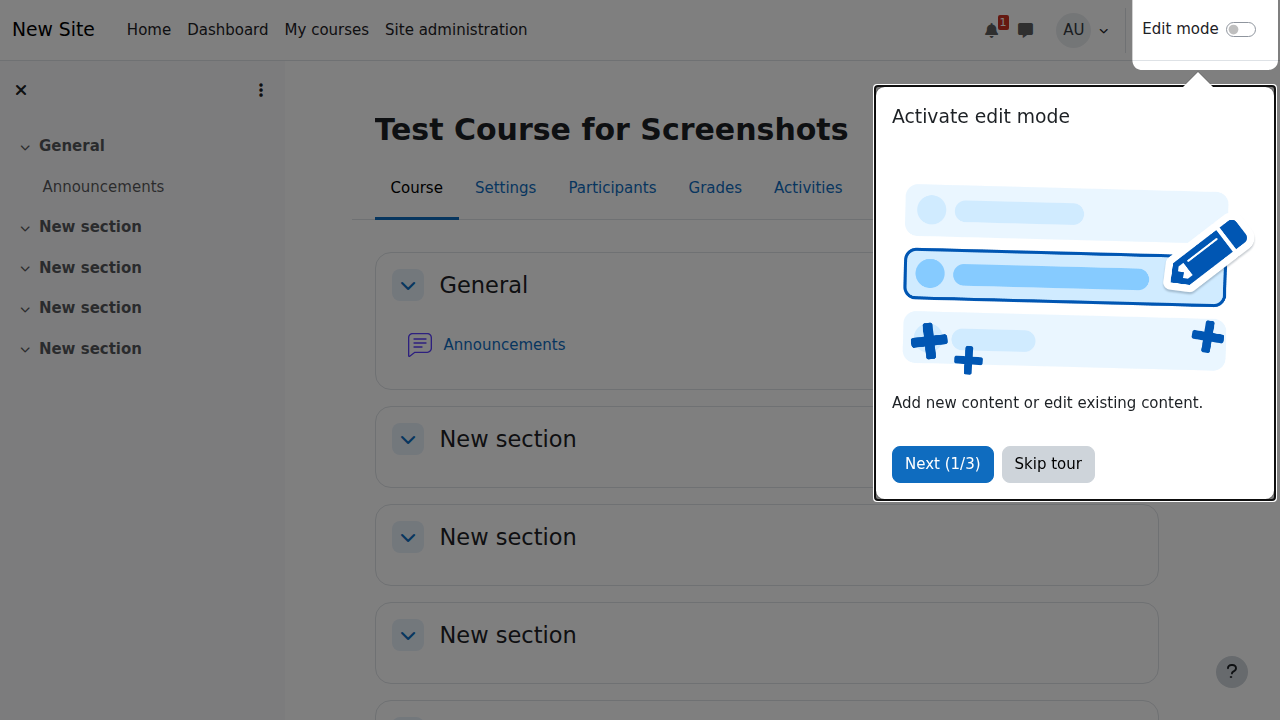 New Site
Home Dashboard My courses Site administration
1
AU
Edit mode
General
Announcements
New section
New section
New section
New section
Test Course for Screenshots
Course Settings Participants Grades Activities
General
Announcements
New section
New section
New section
Activate edit mode
Add new content or edit existing content.
Next (1/3) Skip tour
?